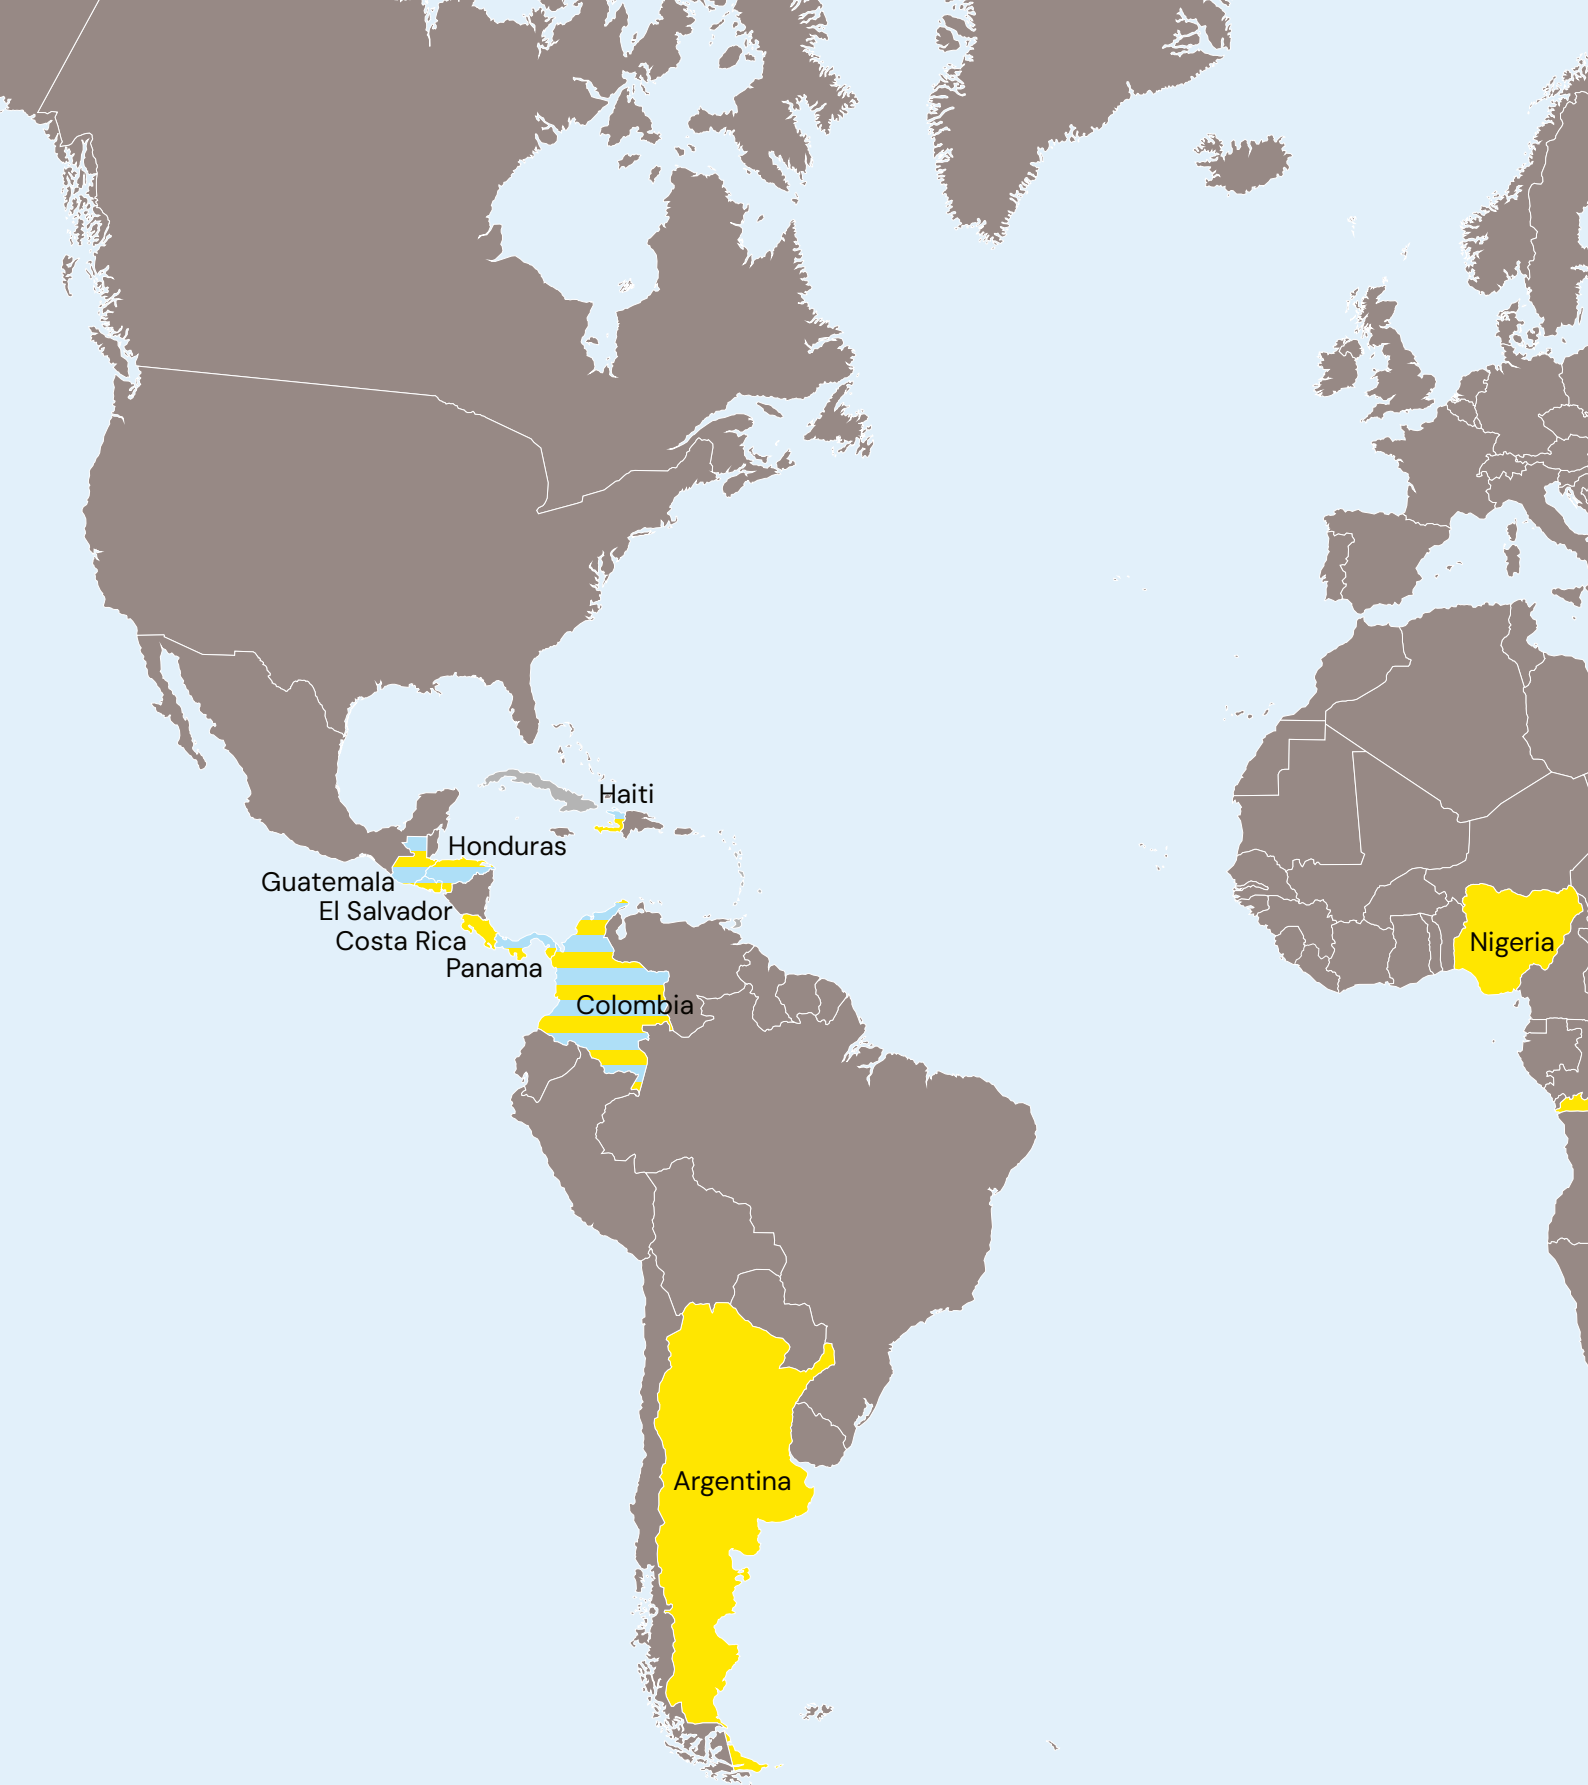 Haiti
Honduras
Guatemala
El Salvador
Costa Rica
Nigeria
Panama
Colombia
Argentina